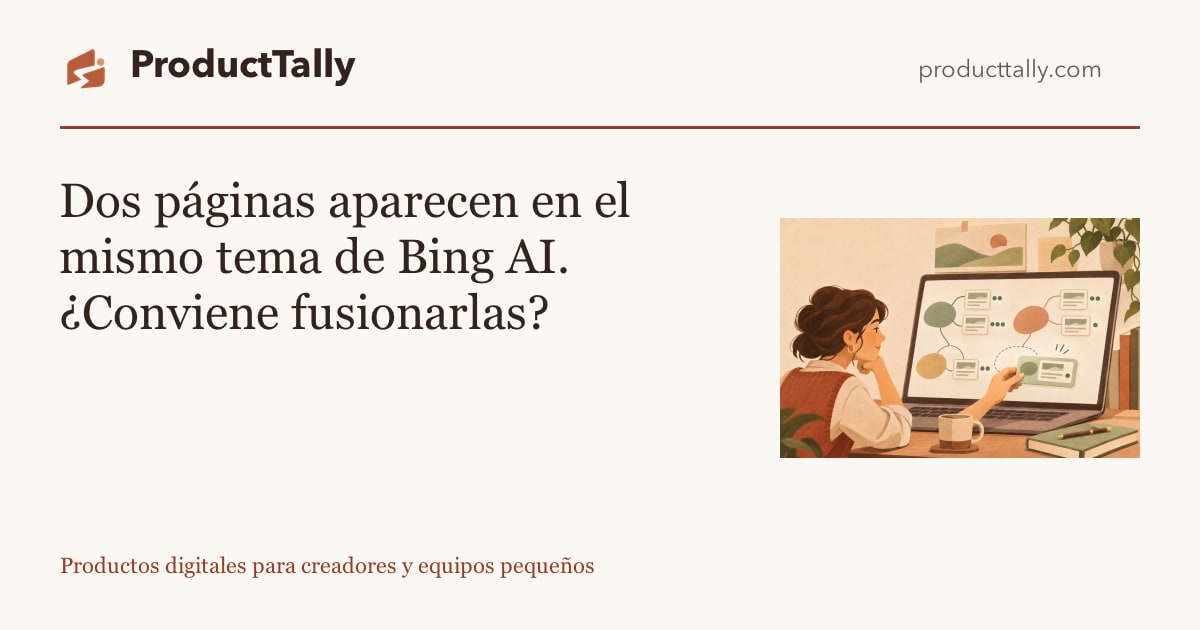 ProductTally
producttally.com
Dos páginas aparecen en el
mismo tema de Bing AI.
¿Conviene fusionarlas?
Productos digitales para creadores y equipos pequeños